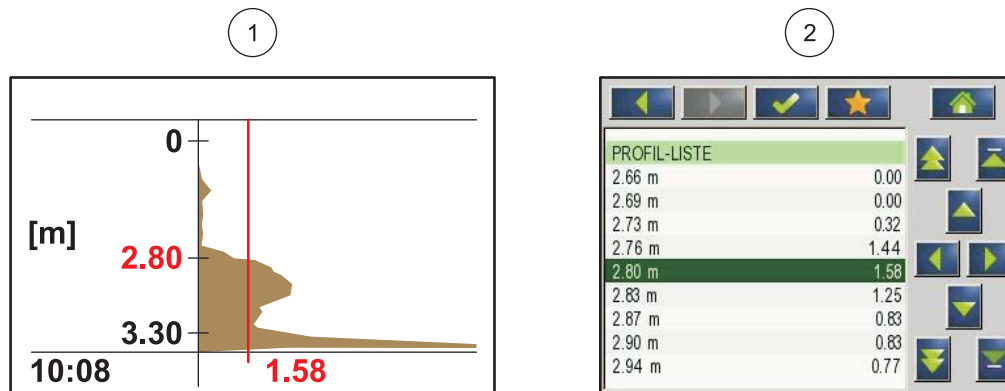 1
2
0
[m]
2.80
3.30
10:08
1.58
PROFIL-LISTE
2.66 m 0.00
2.69 m 0.00
2.73 m 0.32
2.76 m 1.44
2.80 m 1.58
2.83 m 1.25
2.87 m 0.83
2.90 m 0.83
2.94 m 0.77